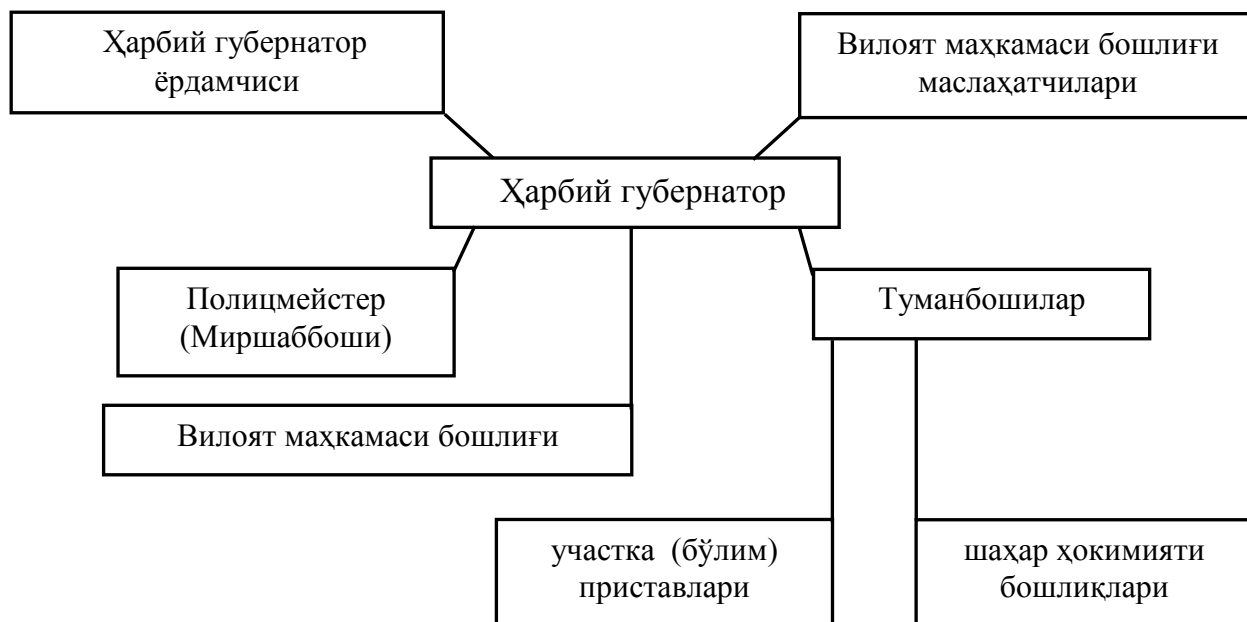 Ҳарбий губернатор
ёрдамчиси
Вилоят маҳкамаси бошлиғи
маслаҳатчилари
Ҳарбий губернатор
Полицмейстер
(Миршаббоши)
Туманбошилар
Вилоят маҳкамаси бошлиғи
участка (бўлим)
приставлари
шаҳар ҳокимияти
бошлиқлари